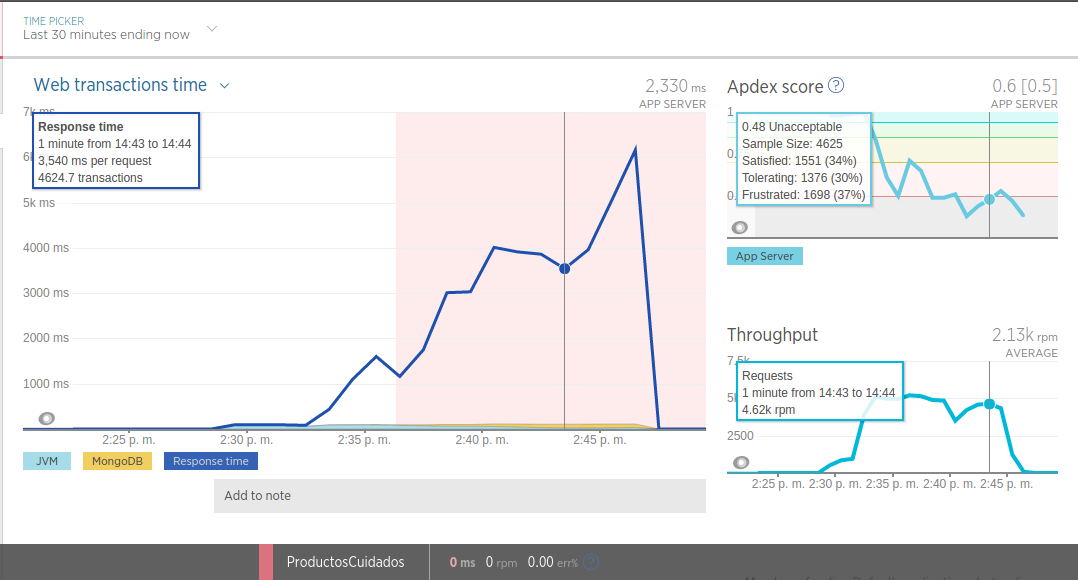 TIME PICKER
Last 30 minutes ending now
Web transactions time
2,330 ms
APP SERVER
7k ms
Response time
1 minute from 14:43 to 14:44
3,540 ms per request
4624.7 transactions
5k ms
4000 ms
3000 ms
2000 ms
1000 ms
2:25 p. m.
2:30 p. m.
2:35 p. m.
2:40 p. m.
2:45 p. m.
JVM
MongoDB
Response time
Add to note
Apdex score ?
0.6 [0.5]
APP SERVER
1
0.48 Unacceptable
Sample Size: 4625
Satisfied: 1551 (34%)
Tolerating: 1376 (30%)
Frustrated: 1698 (37%)
App Server
Throughput
2.13k rpm
AVERAGE
7.5k
Requests
1 minute from 14:43 to 14:44
4.62k rpm
2500
2:25 p. m. 2:30 p. m. 2:35 p. m. 2:40 p. m. 2:45 p. m.
ProductosCuidados
0 ms 0 rpm 0.00 err% ?